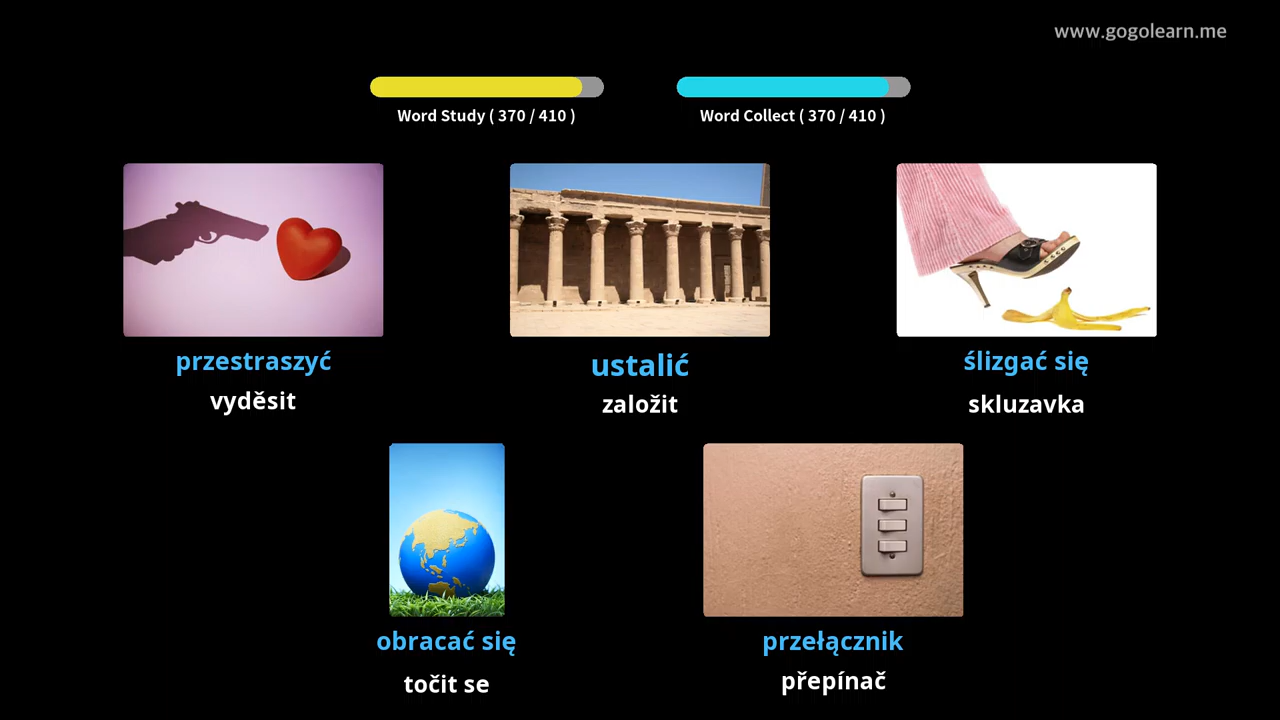 www.gogolearn.me
Word Study ( 370 / 410 )
Word Collect ( 370 / 410 )
przestraszyć
vyděsit
ustalić
založit
ślizgać się
skluzavka
obracać się
točit se
przełącznik
přepínač